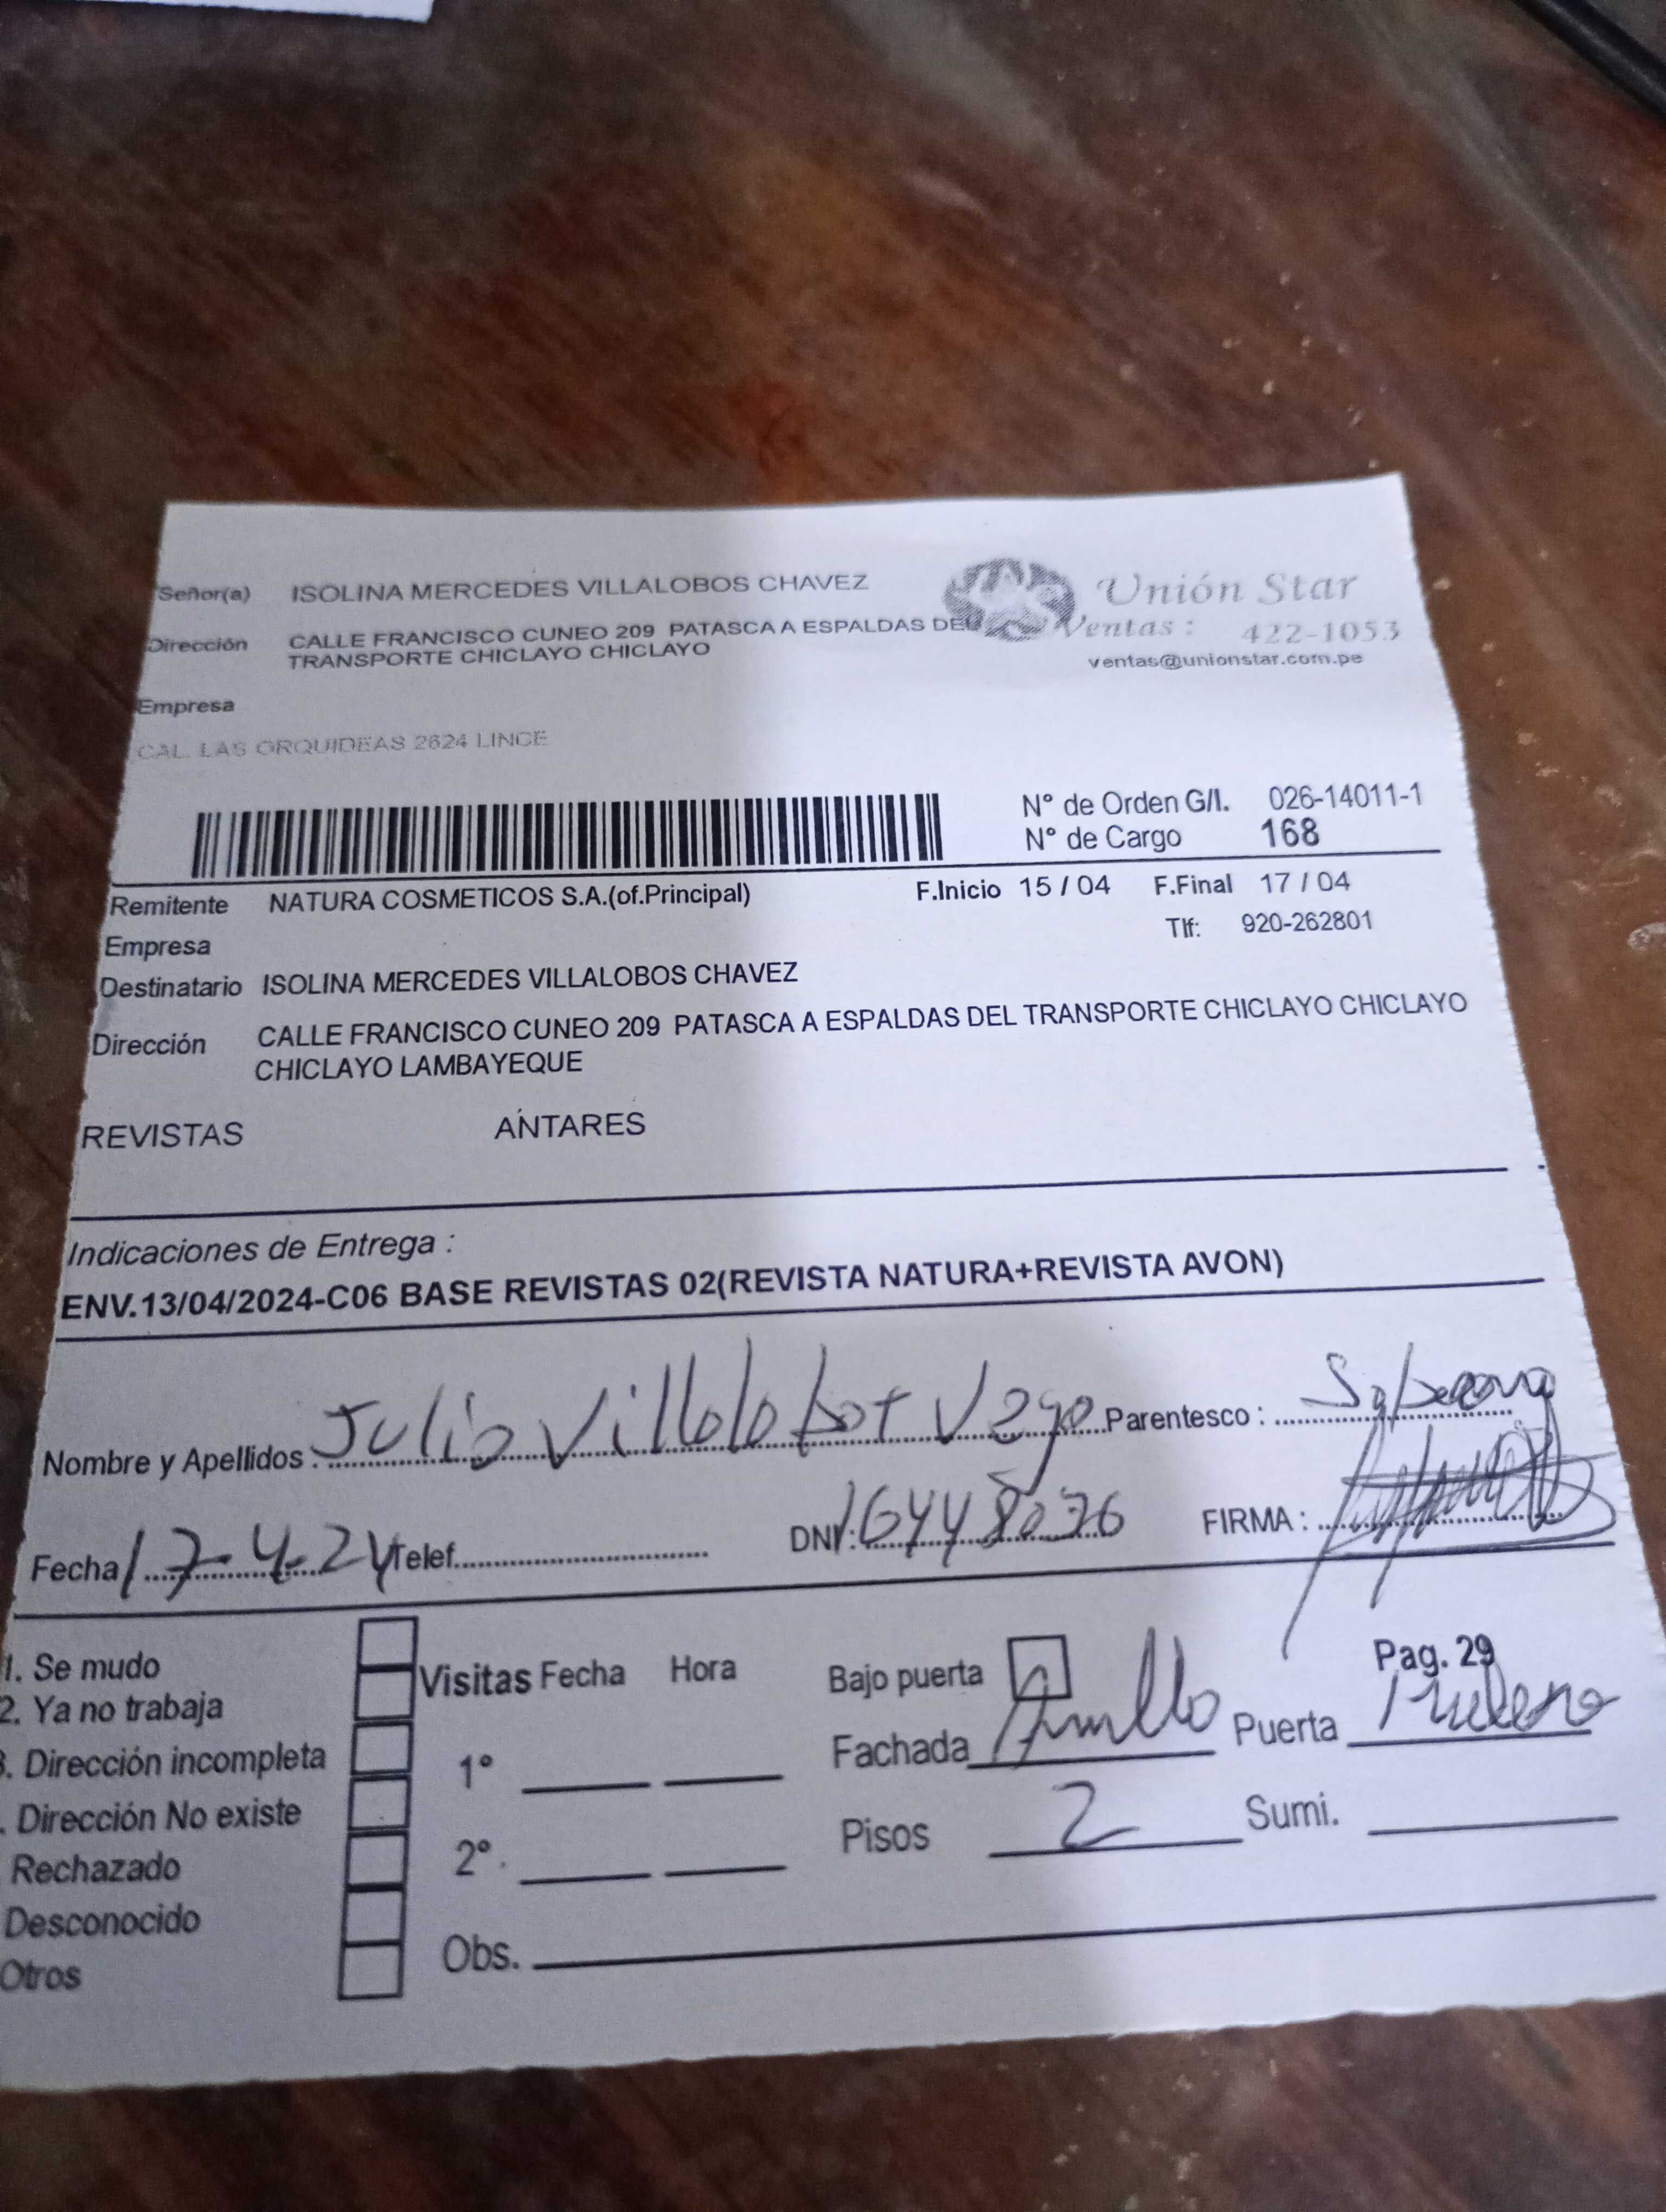 Señor(a) ISOLINA MERCEDES VILLALOBOS CHAVEZ
Unión Star
Dirección CALLE FRANCISCO CUNEO 209 PATASCA A ESPALDAS DEL
TRANSPORTE CHICLAYO CHICLAYO
Ventas : 422-1053
ventas@unionstar.com.pe
Empresa
CAL. LAS ORQUIDEAS 2624 LINCE
N° de Orden G/I. 026-14011-1
N° de Cargo 168
Remitente NATURA COSMETICOS S.A.(of.Principal) F.Inicio 15 / 04 F.Final 17 / 04
Empresa Tlf: 920-262801
Destinatario ISOLINA MERCEDES VILLALOBOS CHAVEZ
Dirección CALLE FRANCISCO CUNEO 209 PATASCA A ESPALDAS DEL TRANSPORTE CHICLAYO CHICLAYO
CHICLAYO LAMBAYEQUE
REVISTAS ANTARES
Indicaciones de Entrega :
ENV.13/04/2024-C06 BASE REVISTAS 02(REVISTA NATURA+REVISTA AVON)
Nombre y Apellidos : Julio Villalobos Vega Parentesco :
Fecha 17-4-24 Telef. DNI: 16448076 FIRMA :
1. Se mudo
2. Ya no trabaja
. Dirección incompleta
. Dirección No existe
Rechazado
Desconocido
Otros
Visitas Fecha Hora
1°
2°.
Obs.
Bajo puerta
Pag. 29
Fachada Puerta
Pisos 2 Sumi.